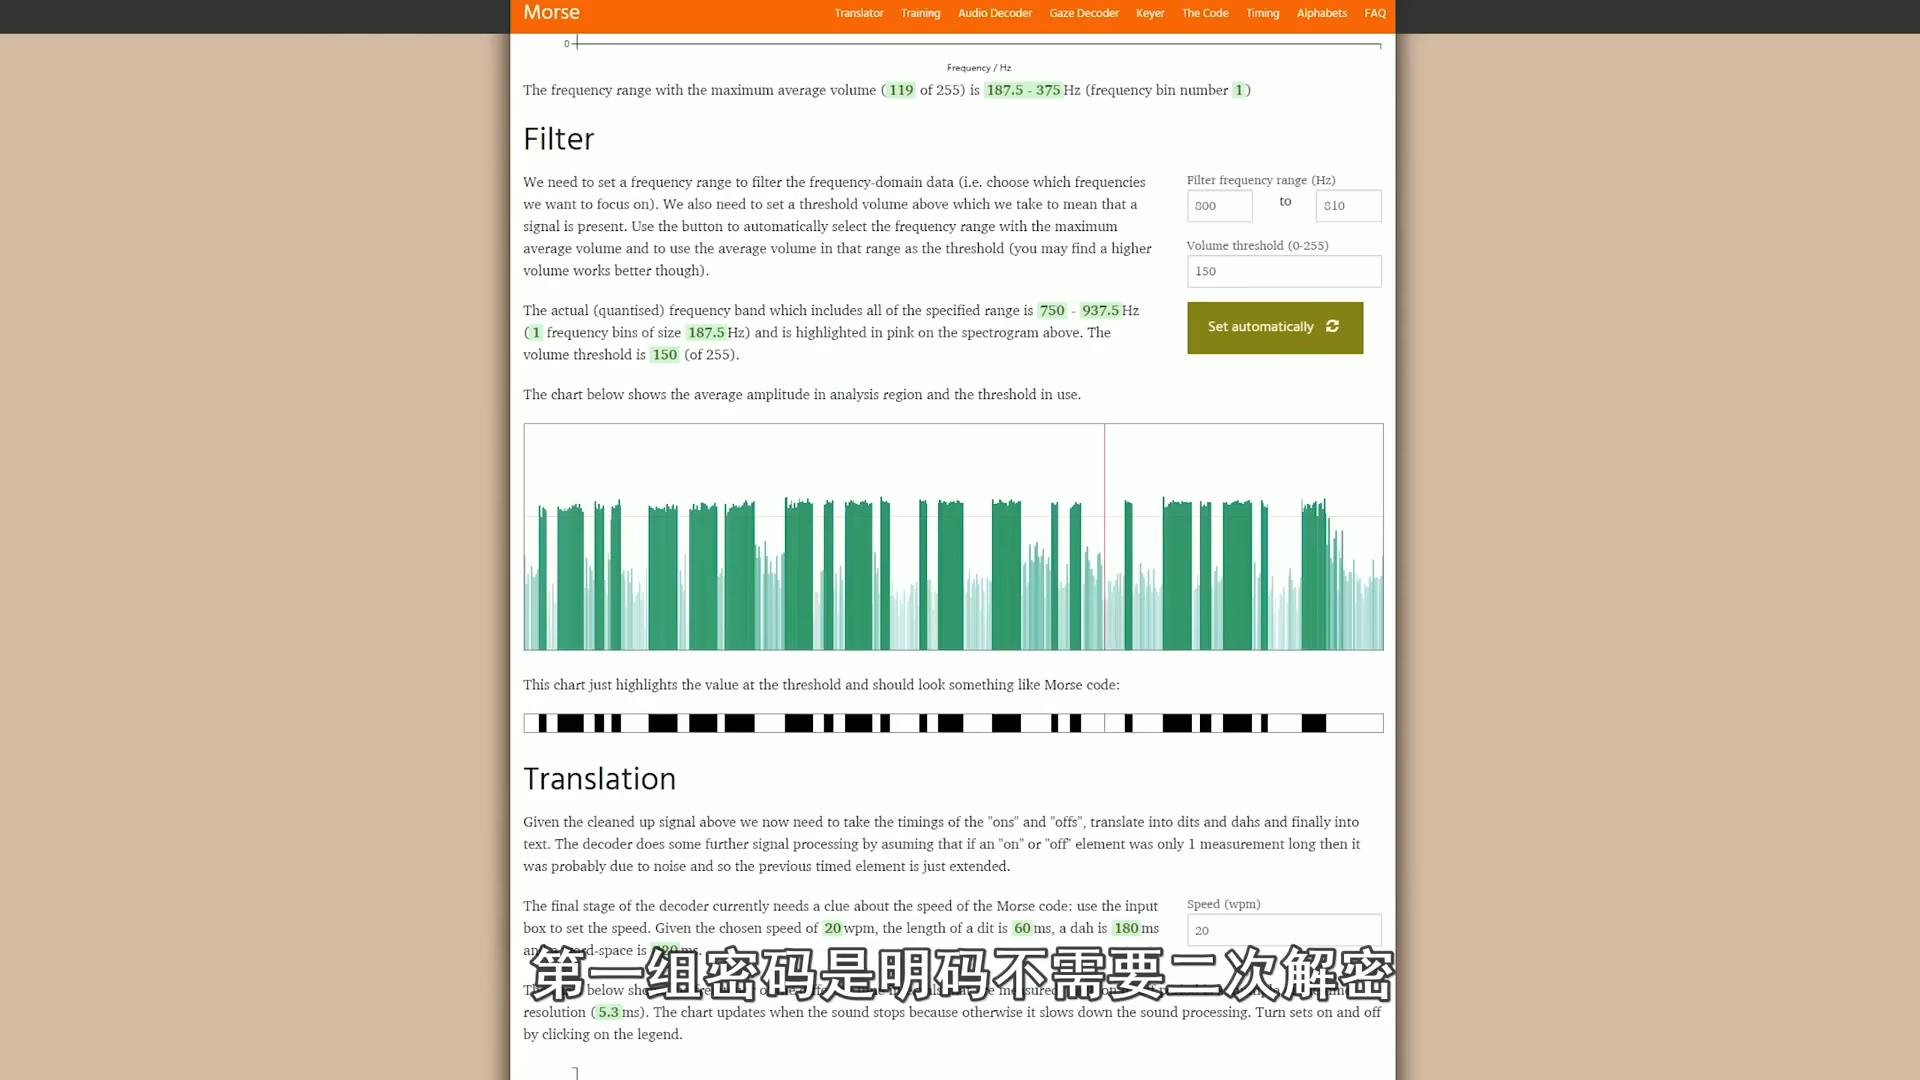 Morse
Translator Training Audio Decoder Gaze Decoder Keyer The Code Timing Alphabets FAQ
0
Frequency / Hz
The frequency range with the maximum average volume (119 of 255) is 187.5 - 375 Hz (frequency bin number 1)
Filter
We need to set a frequency range to filter the frequency-domain data (i.e. choose which frequencies
we want to focus on). We also need to set a threshold volume above which we take to mean that a
signal is present. Use the button to automatically select the frequency range with the maximum
average volume and to use the average volume in that range as the threshold (you may find a higher
volume works better though).
Filter frequency range (Hz)
800 to 810
Volume threshold (0-255)
150
Set automatically
The actual (quantised) frequency band which includes all of the specified range is 750 - 937.5 Hz
(1 frequency bins of size 187.5 Hz) and is highlighted in pink on the spectrogram above. The
volume threshold is 150 (of 255).
The chart below shows the average amplitude in analysis region and the threshold in use.
This chart just highlights the value at the threshold and should look something like Morse code:
Translation
Given the cleaned up signal above we now need to take the timings of the "ons" and "offs", translate into dits and dahs and finally into
text. The decoder does some further signal processing by asuming that if an "on" or "off" element was only 1 measurement long then it
was probably due to noise and so the previous timed element is just extended.
The final stage of the decoder currently needs a clue about the speed of the Morse code: use the input
box to set the speed. Given the chosen speed of 20 wpm, the length of a dit is 60 ms, a dah is 180 ms
Speed (wpm)
20
第一组密码是明码不需要二次解密
resolution (5.3 ms). The chart updates when the sound stops because otherwise it slows down the sound processing. Turn sets on and off
by clicking on the legend.